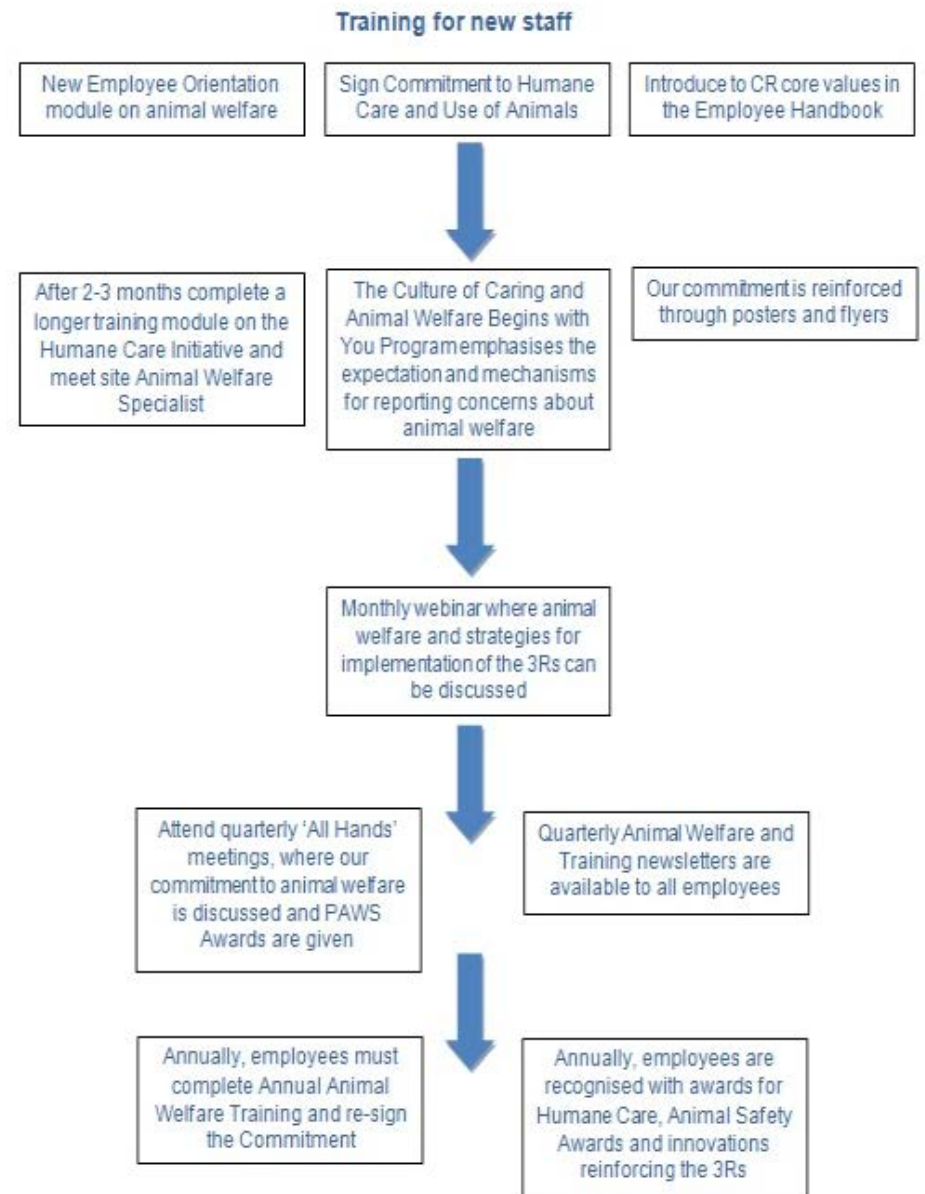 Training for new staff
New Employee Orientation
module on animal welfare
Sign Commitment to Humane
Care and Use of Animals
Introduce to CR core values in
the Employee Handbook
After 2-3 months complete a
longer training module on the
Humane Care Initiative and
meet site Animal Welfare
Specialist
The Culture of Caring and
Animal Welfare Begins with
You Program emphasises the
expectation and mechanisms
for reporting concerns about
animal welfare
Our commitment is reinforced
through posters and flyers
Monthly webinar where animal
welfare and strategies for
implementation of the 3Rs can
be discussed
Attend quarterly ‘All Hands’
meetings, where our
commitment to animal welfare
is discussed and PAWS
Awards are given
Quarterly Animal Welfare and
Training newsletters are
available to all employees
Annually, employees must
complete Annual Animal
Welfare Training and re-sign
the Commitment
Annually, employees are
recognised with awards for
Humane Care, Animal Safety
Awards and innovations
reinforcing the 3Rs